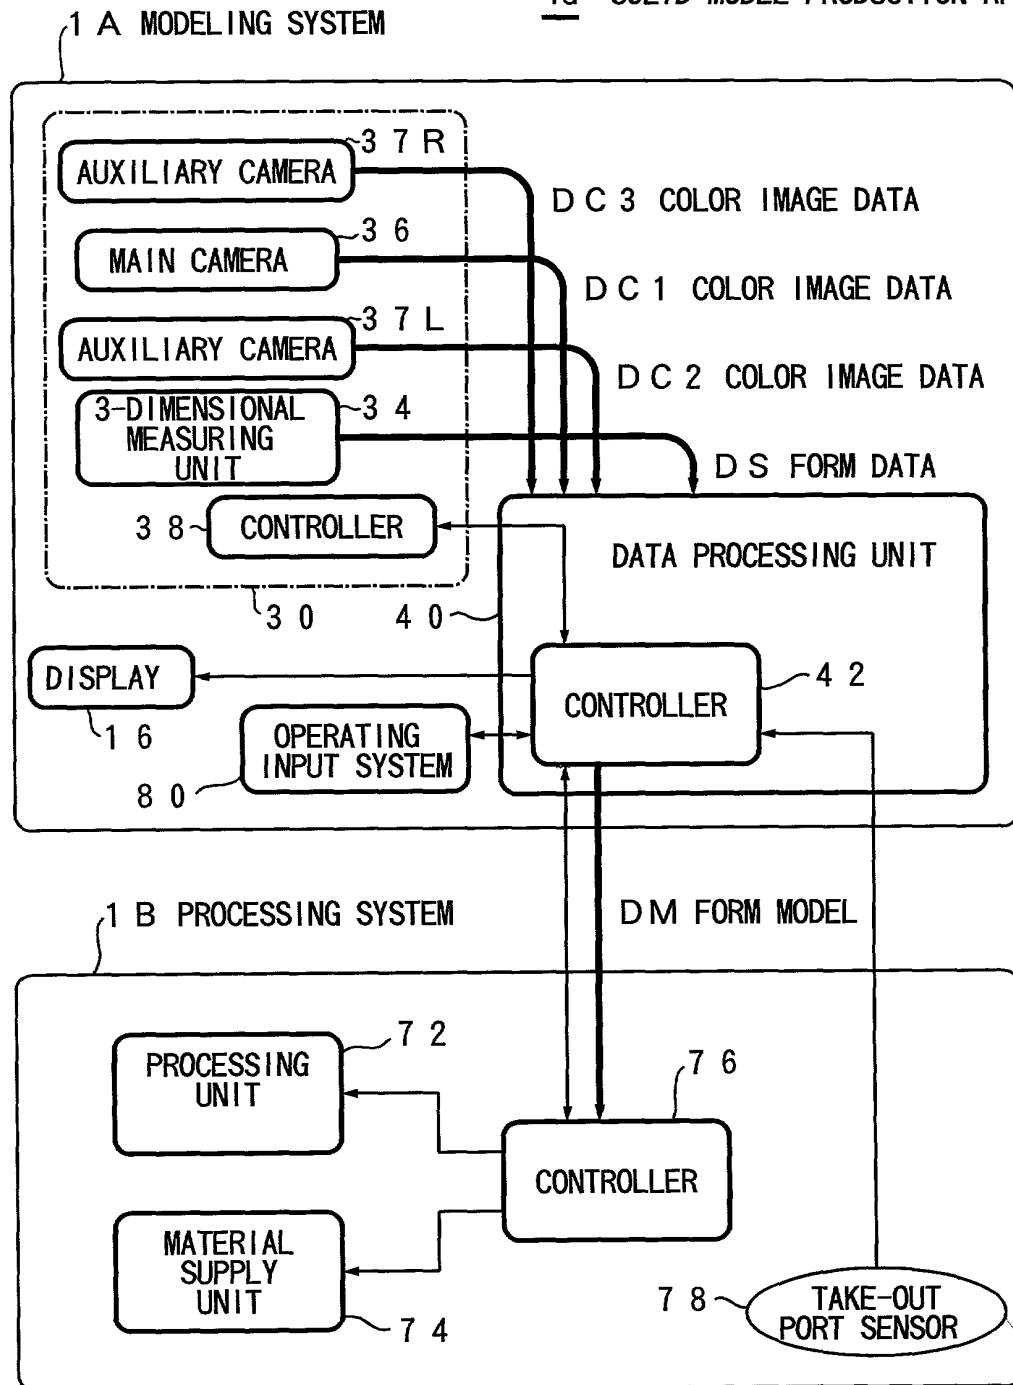 1A MODELING SYSTEM
AUXILIARY CAMERA
37R
DC3 COLOR IMAGE DATA
MAIN CAMERA
36
DC1 COLOR IMAGE DATA
AUXILIARY CAMERA
37L
DC2 COLOR IMAGE DATA
3-DIMENSIONAL
MEASURING
UNIT
34
DS FORM DATA
38
CONTROLLER
DATA PROCESSING UNIT
30
40
DISPLAY
16
CONTROLLER
42
OPERATING
INPUT SYSTEM
80
1B PROCESSING SYSTEM
DM FORM MODEL
PROCESSING
UNIT
72
76
CONTROLLER
MATERIAL
SUPPLY
UNIT
74
78
TAKE-OUT
PORT SENSOR